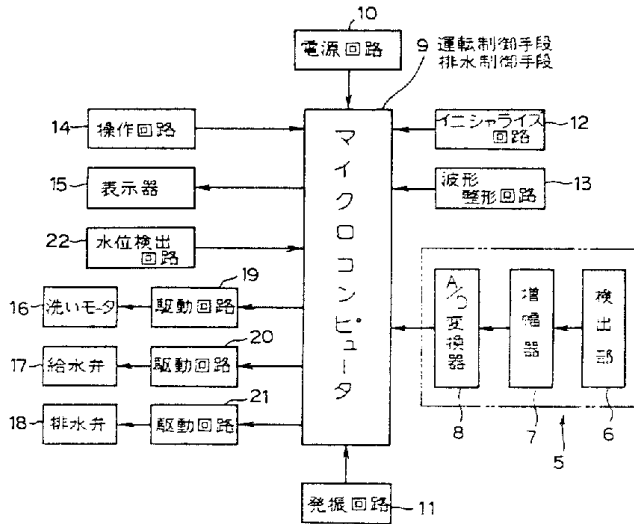 10
電源回路
9 運転制御手段
排水制御手段
14
操作回路
15
表示器
22
水位検出
回路
16
洗いモータ
19
駆動回路
17
給水弁
20
駆動回路
18
排水弁
21
駆動回路
マイクロコンピュータ
イニシャライズ
回路
12
波形
整形回路
13
A/D変換器
増幅器
検出部
8
7
6
5
発振回路
11